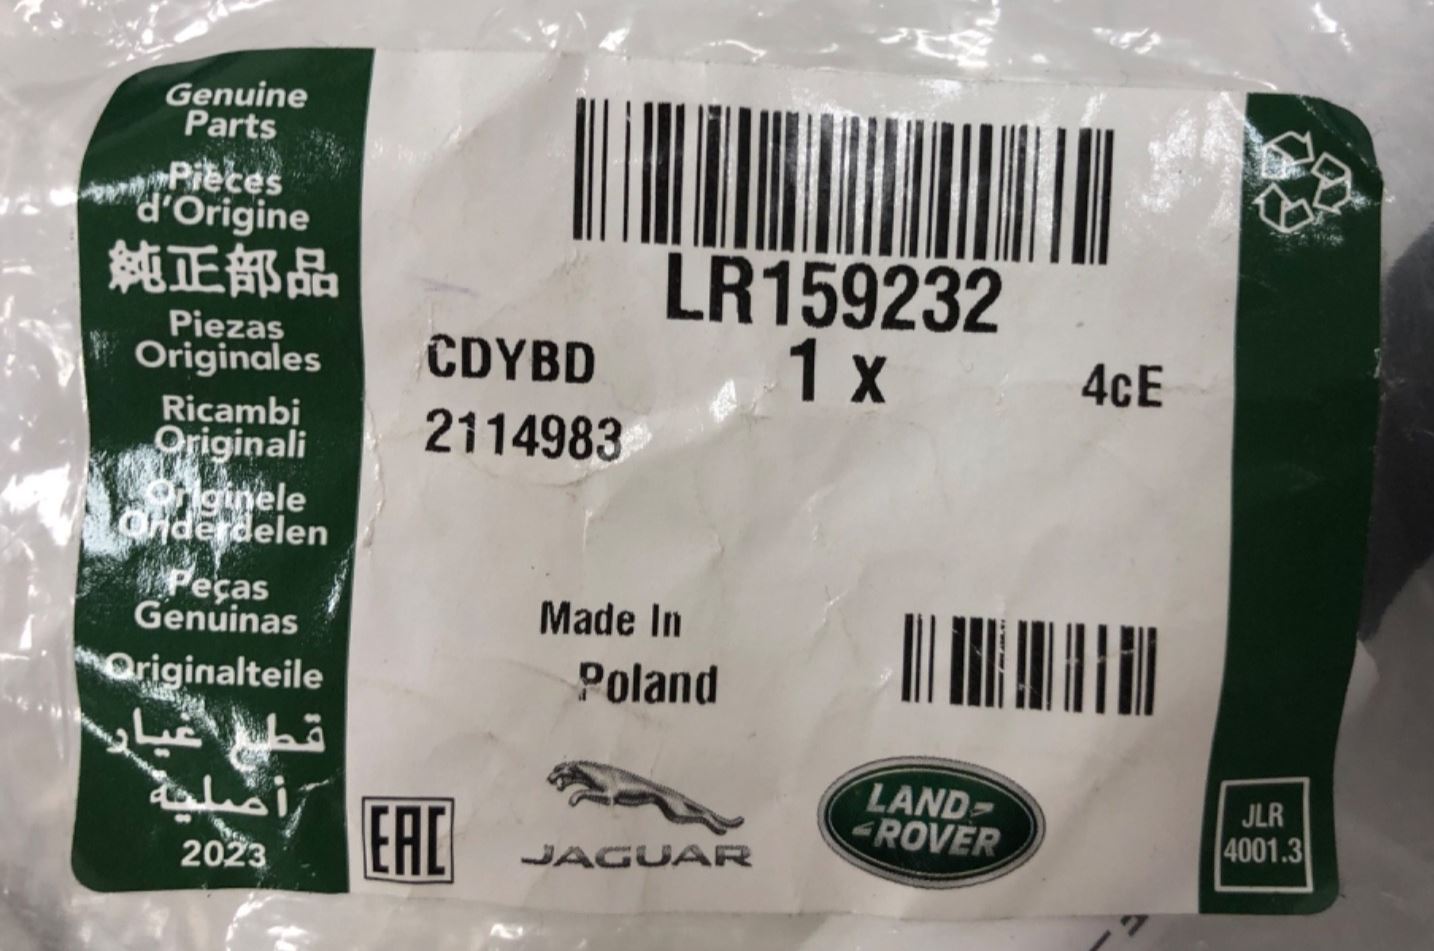 Genuine
Parts
Pièces
d'Origine
純正部品
Piezas
Originales
Ricambi
Originali
Originele
Onderdelen
Peças
Genuinas
Originalteile
قطع غيار
أصلية
2023
LR159232
CDYBD 1 x 4cE
2114983
Made In
Poland
EAC
JAGUAR
LAND
ROVER
JLR
4001.3